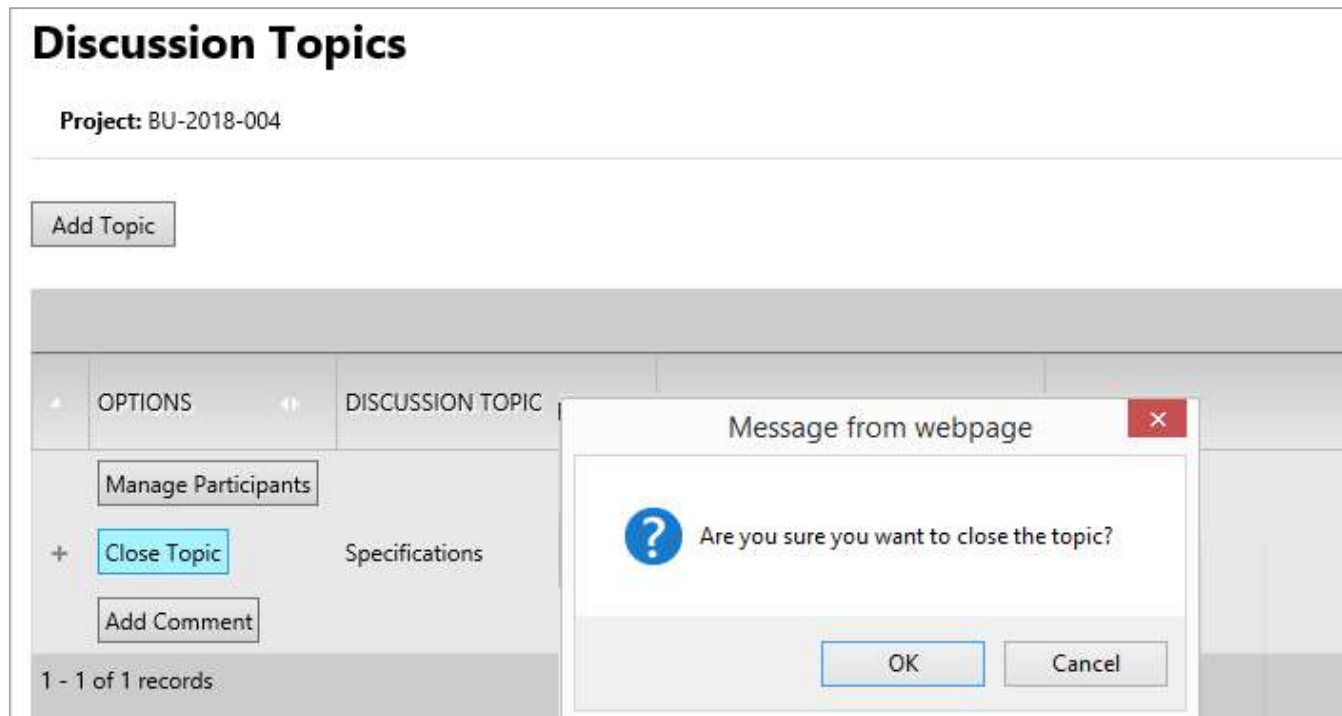 Discussion Topics
Project: BU-2018-004
Add Topic
OPTIONS DISCUSSION TOPIC
Message from webpage
Manage Participants
Are you sure you want to close the topic?
Close Topic Specifications
Add Comment
OK Cancel
1 - 1 of 1 records